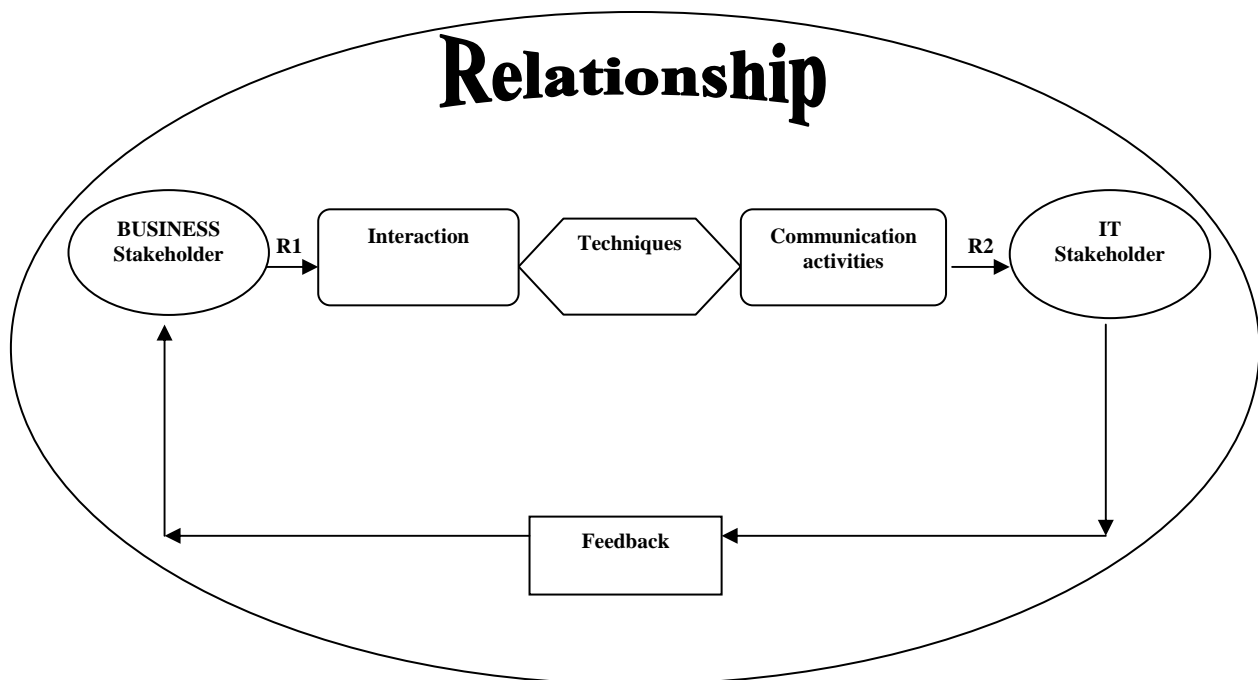 Relationship
BUSINESS
Stakeholder
R1
Interaction
Techniques
Communication
activities
R2
IT
Stakeholder
Feedback